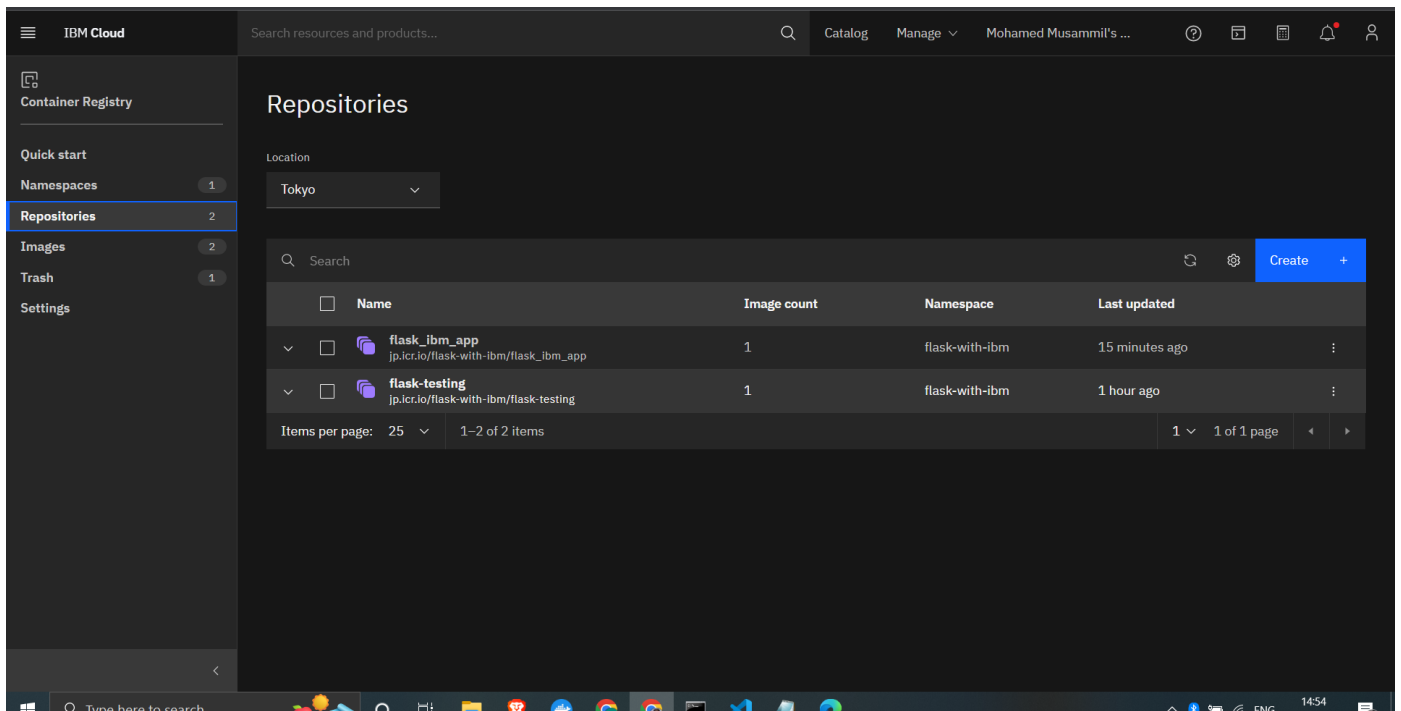 IBM Cloud
Search resources and products...
Catalog
Manage
Mohamed Musammil's ...
Container Registry
Quick start
Namespaces 1
Repositories 2
Images 2
Trash 1
Settings
Repositories
Location
Tokyo
Search
Create +
Name Image count Namespace Last updated
flask_ibm_app
jp.icr.io/flask-with-ibm/flask_ibm_app
1 flask-with-ibm 15 minutes ago
flask-testing
jp.icr.io/flask-with-ibm/flask-testing
1 flask-with-ibm 1 hour ago
Items per page: 25 1–2 of 2 items
1 1 of 1 page
Type here to search
ENG
14:54